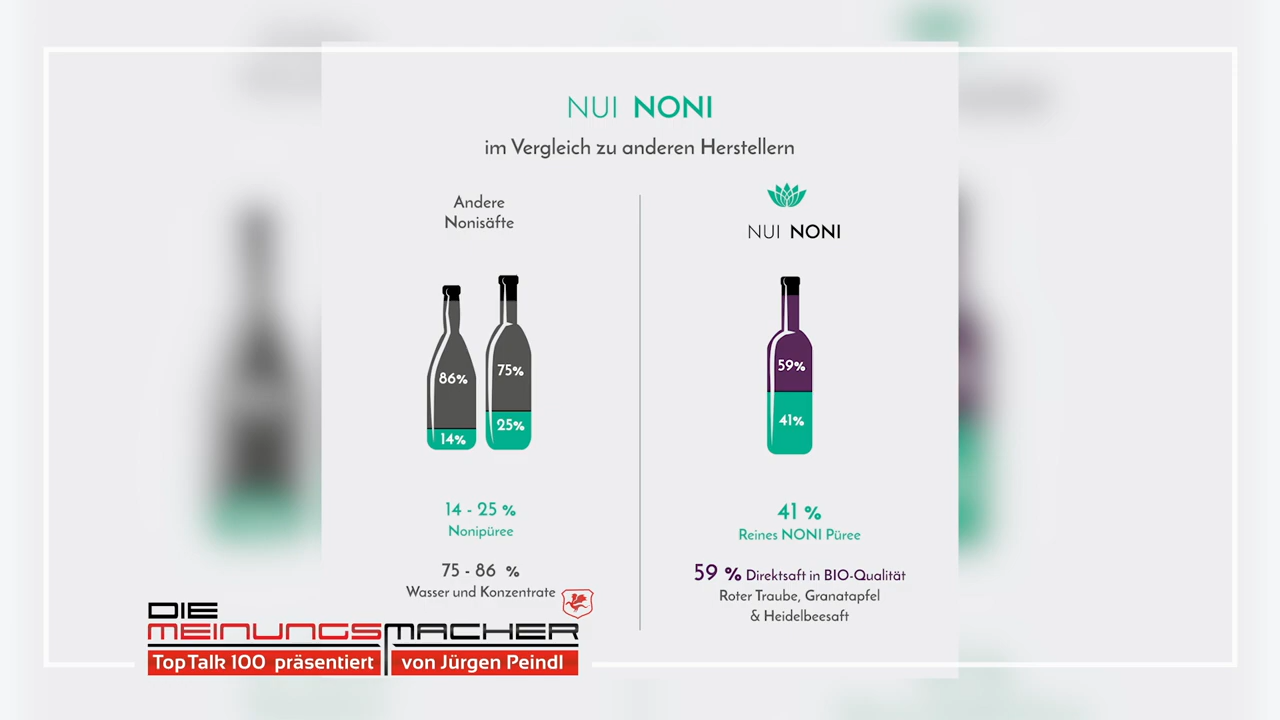 NUI NONI
im Vergleich zu anderen Herstellern
Andere
Nonisäfte
NUI NONI
86%
75%
14%
25%
59%
41%
14 - 25 %
Nonipüree
75 - 86 %
Wasser und Konzentrate
41 %
Reines NONI Püree
59 % Direktsaft in BIO-Qualität
Roter Traube, Granatapfel
& Heidelbeesaft
DIE
MEINUNGSMACHER
TopTalk 100 präsentiert von Jürgen Peindl